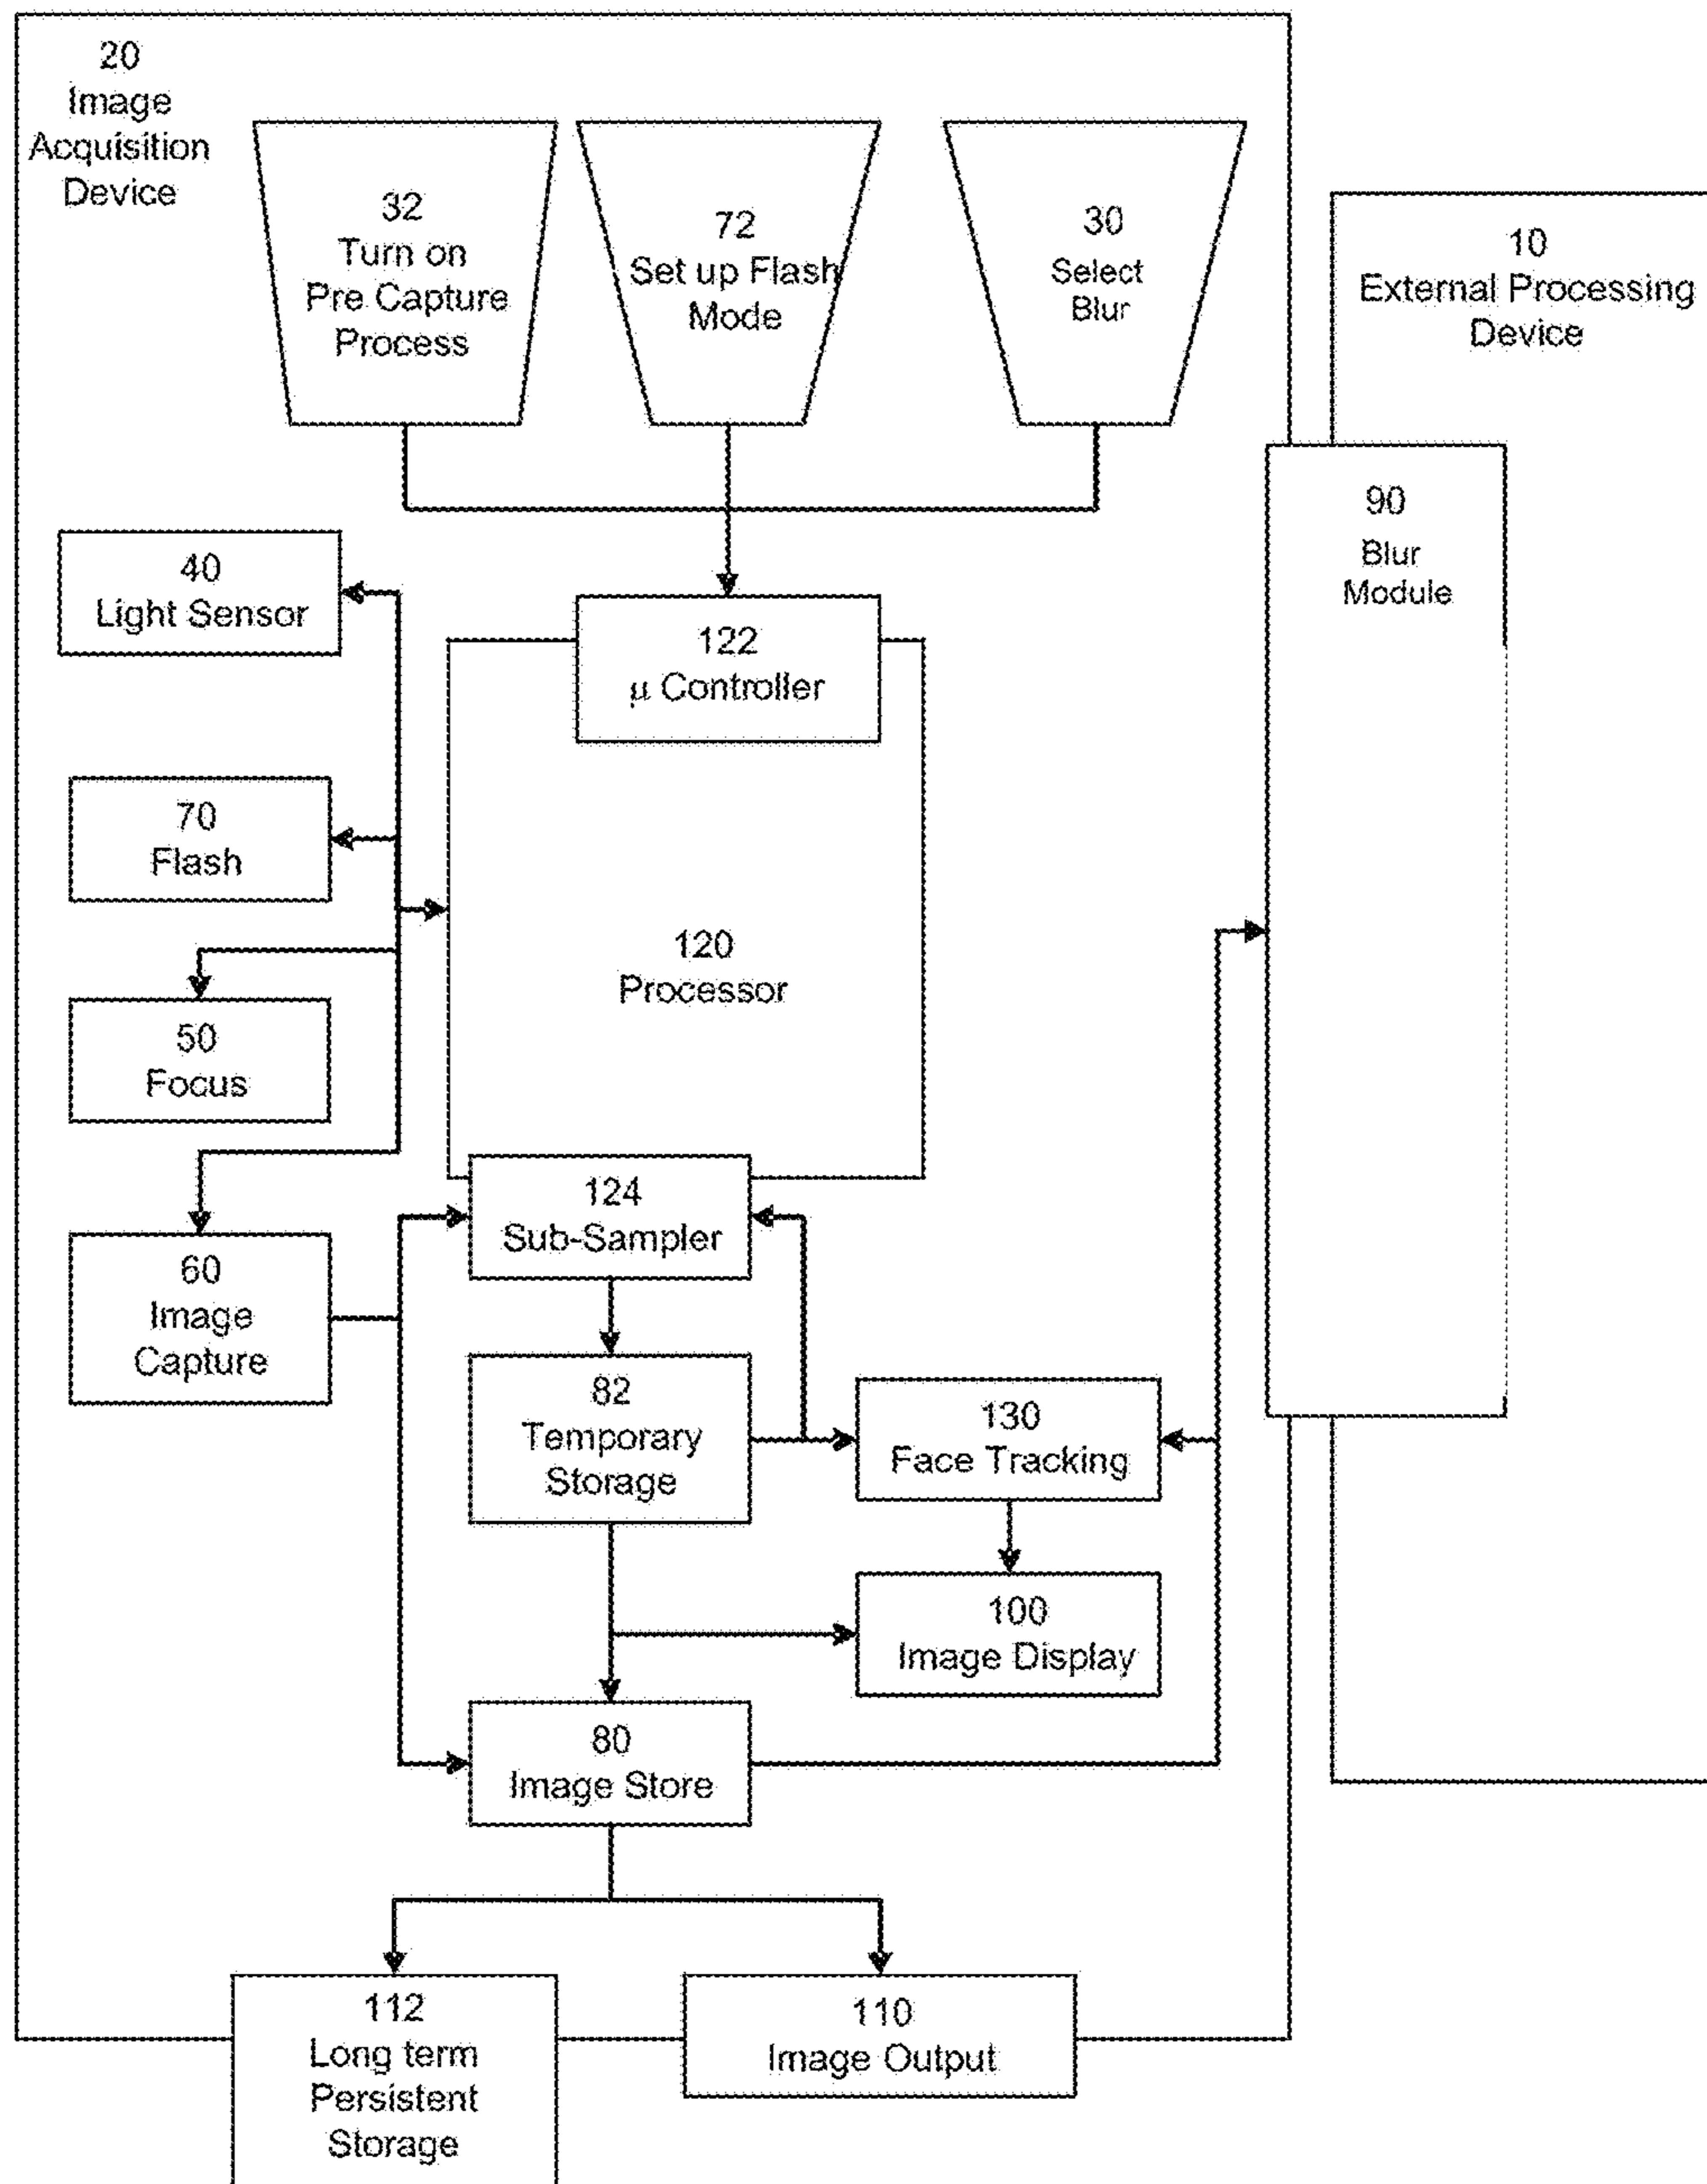 20
Image
Acquisition
Device
32
Turn on
Pre Capture
Process
72
Set up Flash
Mode
30
Select
Blur
10
External Processing
Device
90
Blur
Module
40
Light Sensor
122
μ Controller
70
Flash
120
Processor
50
Focus
124
Sub-Sampler
60
Image
Capture
82
Temporary
Storage
130
Face Tracking
100
Image Display
80
Image Store
112
Long term
Persistent
Storage
110
Image Output